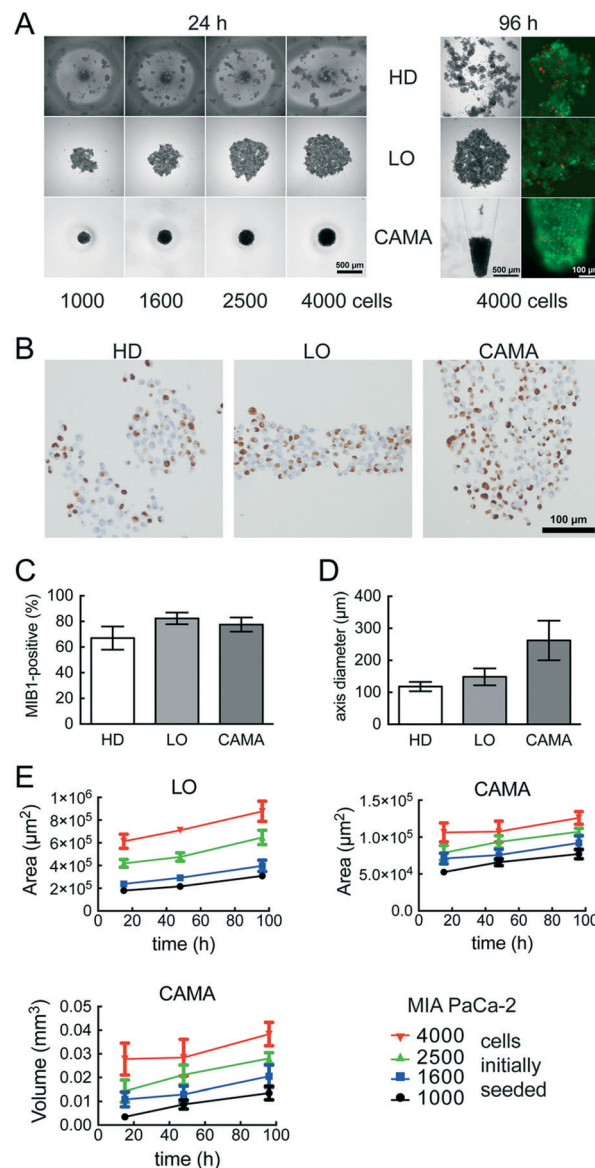 A
24 h
96 h
HD
LO
CAMA
500 µm
500 µm
100 µm
1000 1600 2500 4000 cells
4000 cells
B
HD LO CAMA
100 µm
C
MIB1-positive (%)
100
80
60
40
20
0
HD LO CAMA
D
axis diameter (µm)
400
300
200
100
0
HD LO CAMA
E
LO
Area (µm²)
1×10⁶
8×10⁵
6×10⁵
4×10⁵
2×10⁵
0 20 40 60 80 100
time (h)
CAMA
Area (µm²)
1.5×10⁵
1.0×10⁵
5.0×10⁴
0.0
0 20 40 60 80 100
time (h)
CAMA
Volume (mm³)
0.05
0.04
0.03
0.02
0.01
0.00
0 20 40 60 80 100
time (h)
MIA PaCa-2
4000 cells
2500 initially
1600 seeded
1000